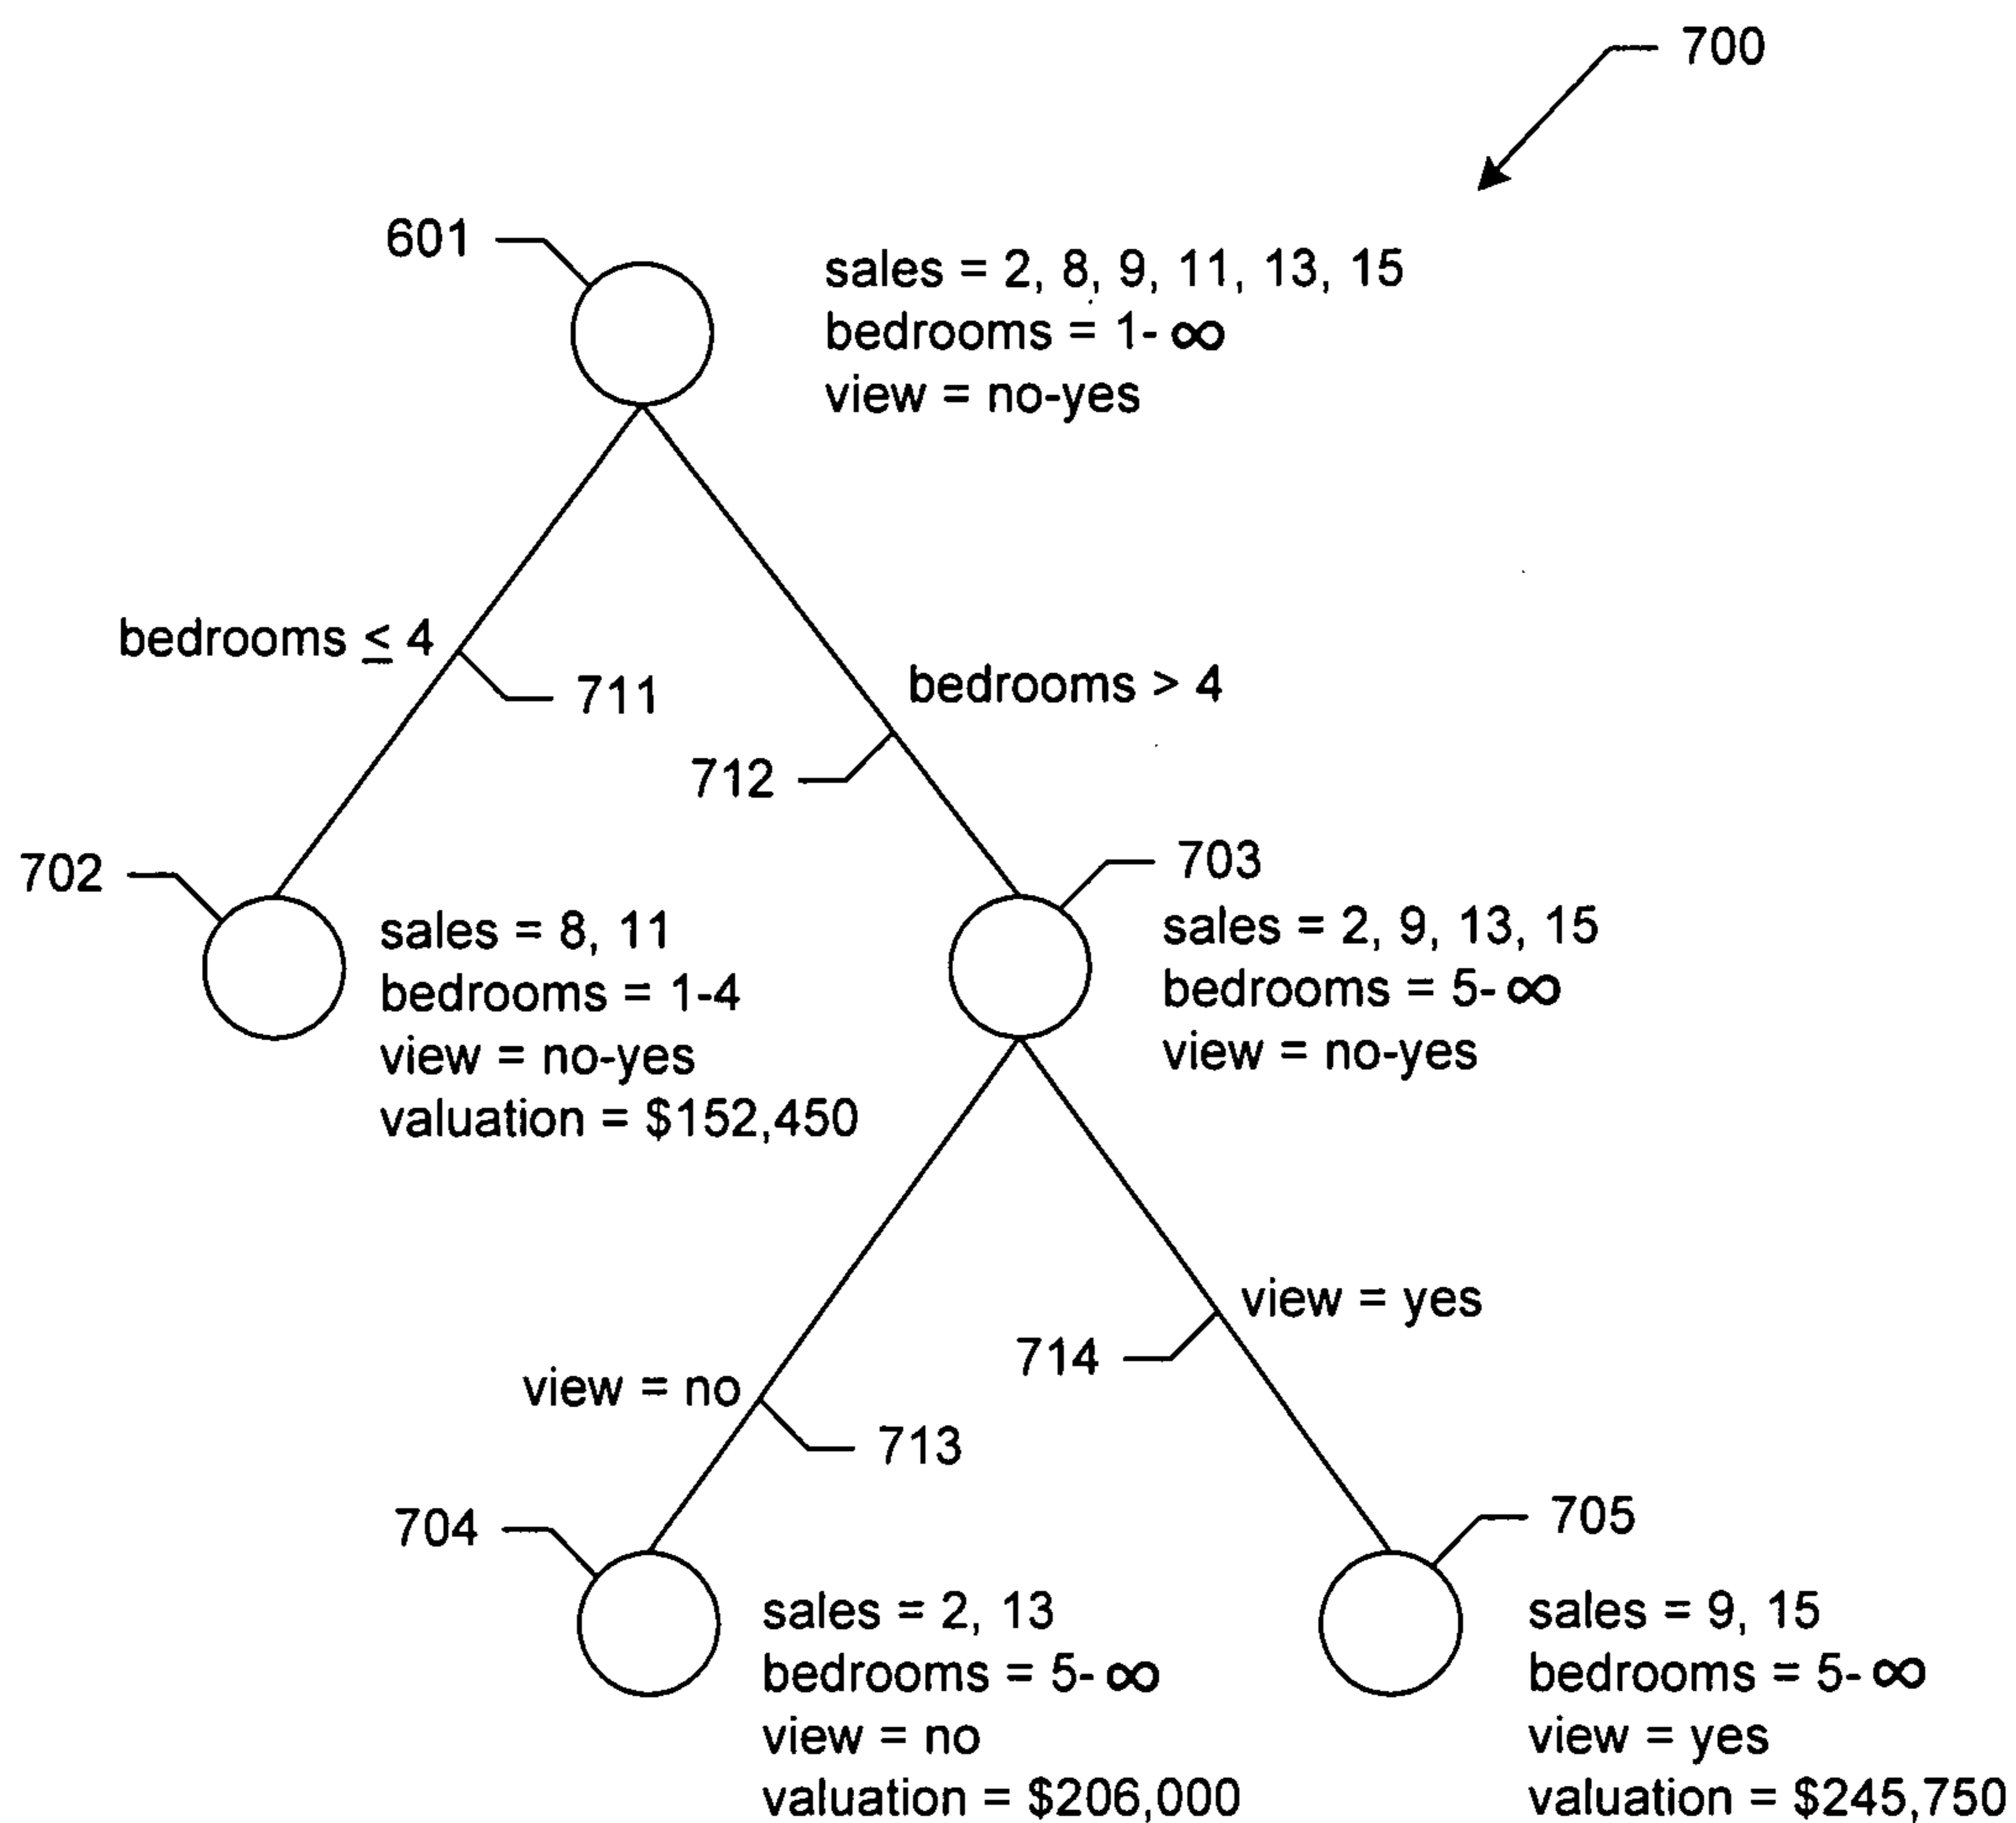 700
601
sales = 2, 8, 9, 11, 13, 15
bedrooms = 1-∞
view = no-yes
bedrooms ≤ 4
711
bedrooms > 4
712
702
sales = 8, 11
bedrooms = 1-4
view = no-yes
valuation = $152,450
703
sales = 2, 9, 13, 15
bedrooms = 5-∞
view = no-yes
view = no
713
view = yes
714
704
sales = 2, 13
bedrooms = 5-∞
view = no
valuation = $206,000
705
sales = 9, 15
bedrooms = 5-∞
view = yes
valuation = $245,750